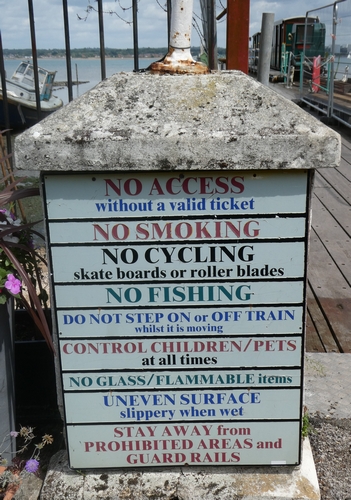 NO ACCESS
without a valid ticket
NO SMOKING
NO CYCLING
skate boards or roller blades
NO FISHING
DO NOT STEP ON or OFF TRAIN
whilst it is moving
CONTROL CHILDREN/PETS
at all times
NO GLASS/FLAMMABLE items
UNEVEN SURFACE
slippery when wet
STAY AWAY from
PROHIBITED AREAS and
GUARD RAILS